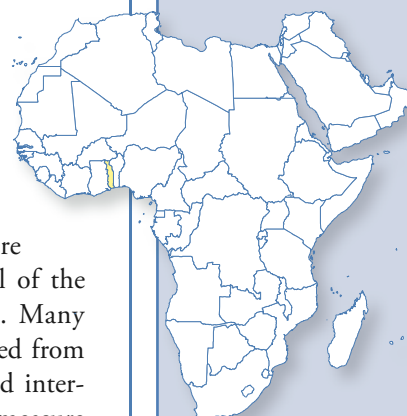 re
l of the
. Many
ed from
d inter-